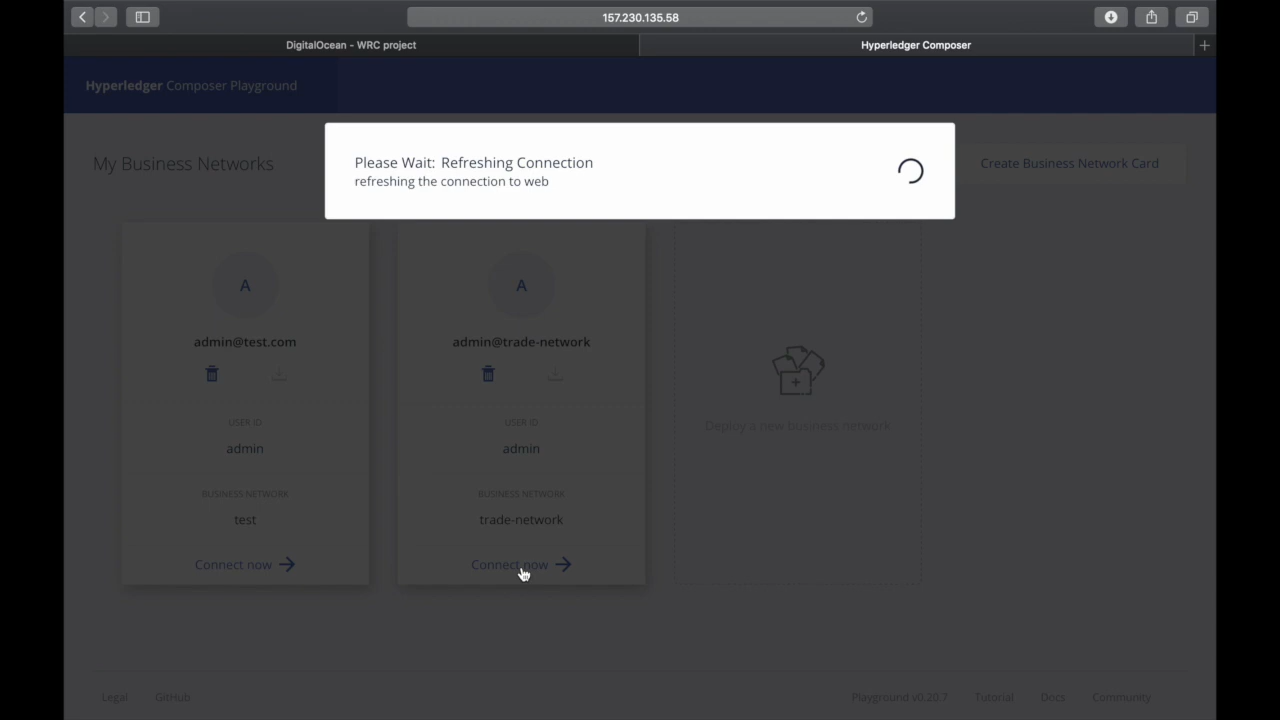 157.230.135.58
DigitalOcean - WRC project
Hyperledger Composer
Hyperledger Composer Playground
Please Wait: Refreshing Connection
refreshing the connection to web
My Business Networks
Create Business Network Card
A
admin@test.com
USER ID
admin
BUSINESS NETWORK
test
Connect now
A
admin@trade-network
USER ID
admin
BUSINESS NETWORK
trade-network
Connect now
Deploy a new business network
Legal GitHub
Playground v0.20.7 Tutorial Docs Community